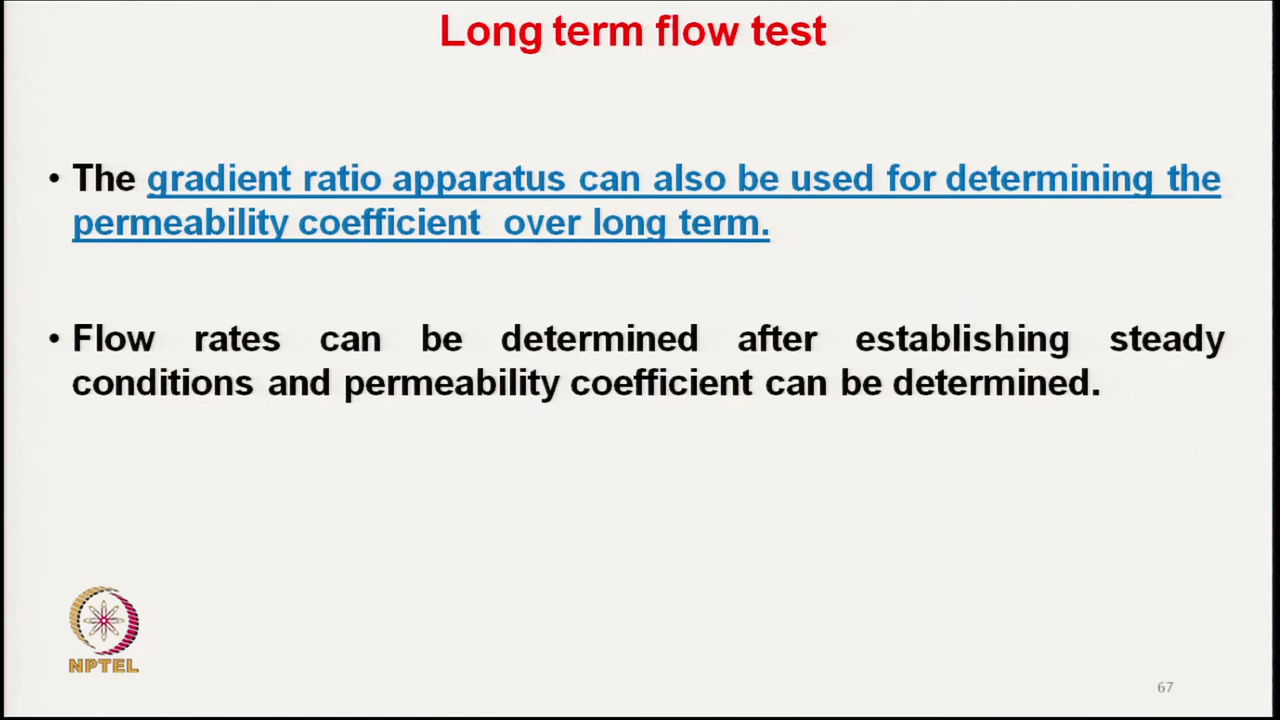 Long term flow test
• The gradient ratio apparatus can also be used for determining the
permeability coefficient over long term.
• Flow rates can be determined after establishing steady
conditions and permeability coefficient can be determined.
NPTEL
67